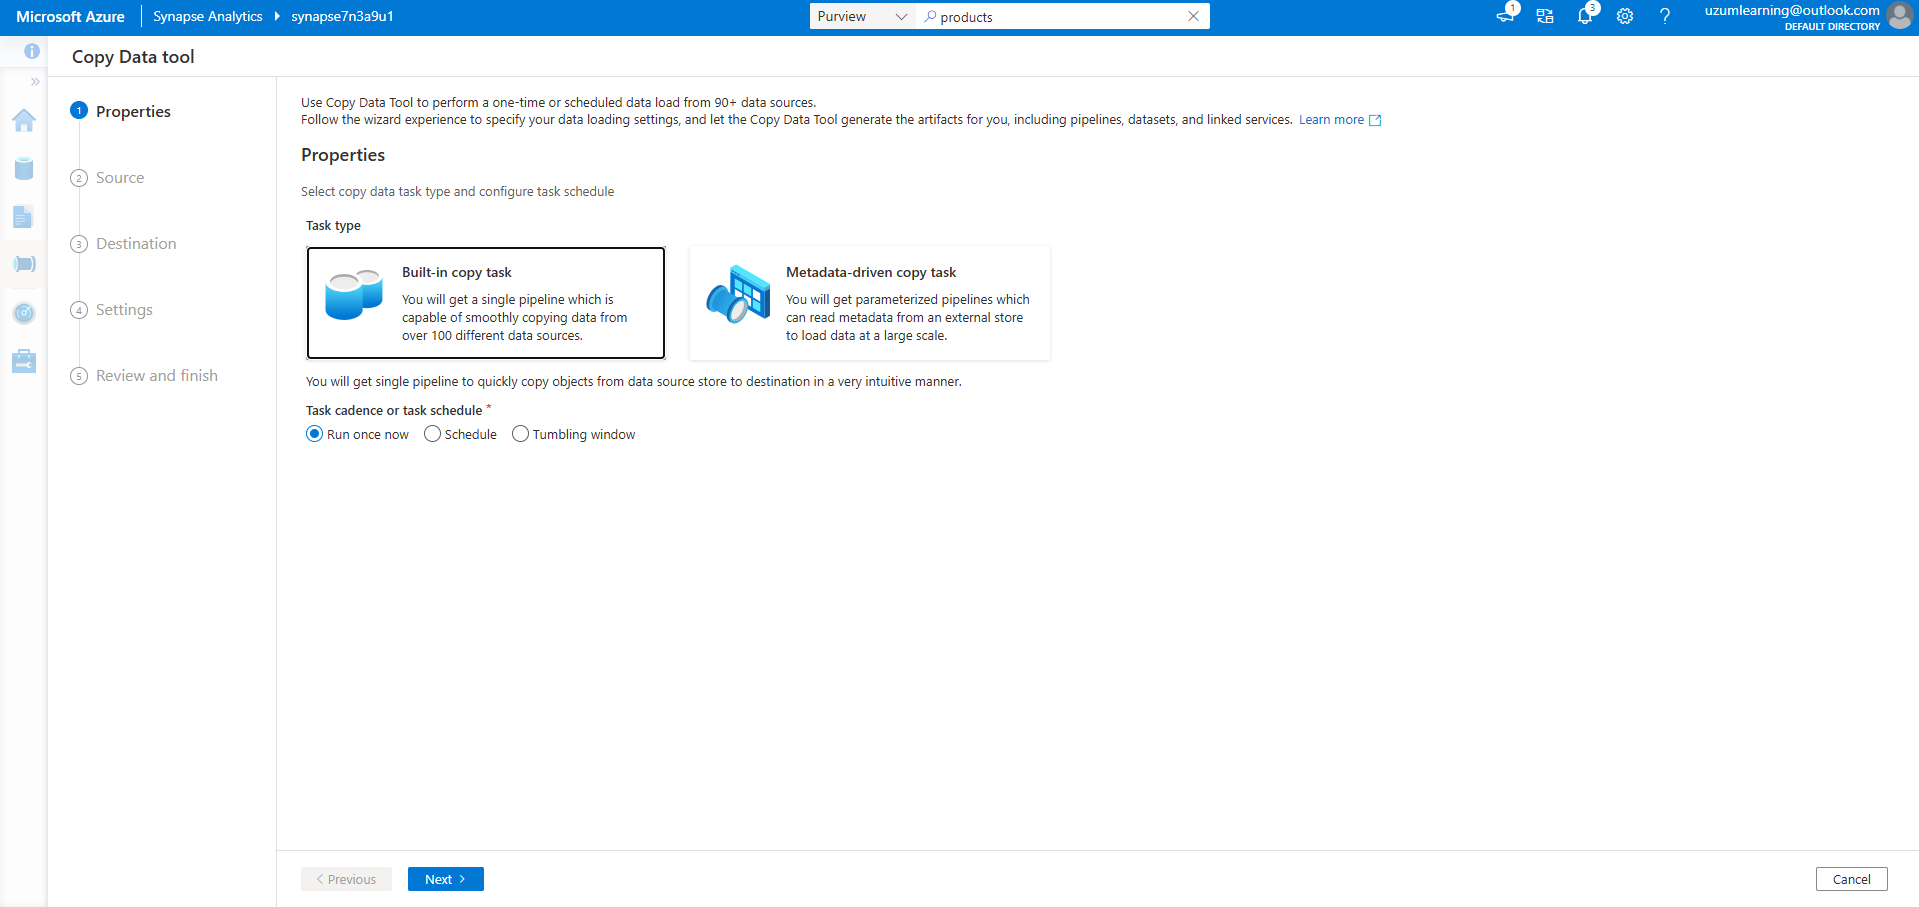 Microsoft Azure
Synapse Analytics
synapse7n3a9u1
Purview
products
1
3
?
uzumlearning@outlook.com
DEFAULT DIRECTORY
Copy Data tool
1
Properties
2
Source
3
Destination
4
Settings
5
Review and finish
Use Copy Data Tool to perform a one-time or scheduled data load from 90+ data sources.
Follow the wizard experience to specify your data loading settings, and let the Copy Data Tool generate the artifacts for you, including pipelines, datasets, and linked services. Learn more
Properties
Select copy data task type and configure task schedule
Task type
Built-in copy task
You will get a single pipeline which is
capable of smoothly copying data from
over 100 different data sources.
Metadata-driven copy task
You will get parameterized pipelines which
can read metadata from an external store
to load data at a large scale.
You will get single pipeline to quickly copy objects from data source store to destination in a very intuitive manner.
Task cadence or task schedule *
Run once now
Schedule
Tumbling window
< Previous
Next >
Cancel